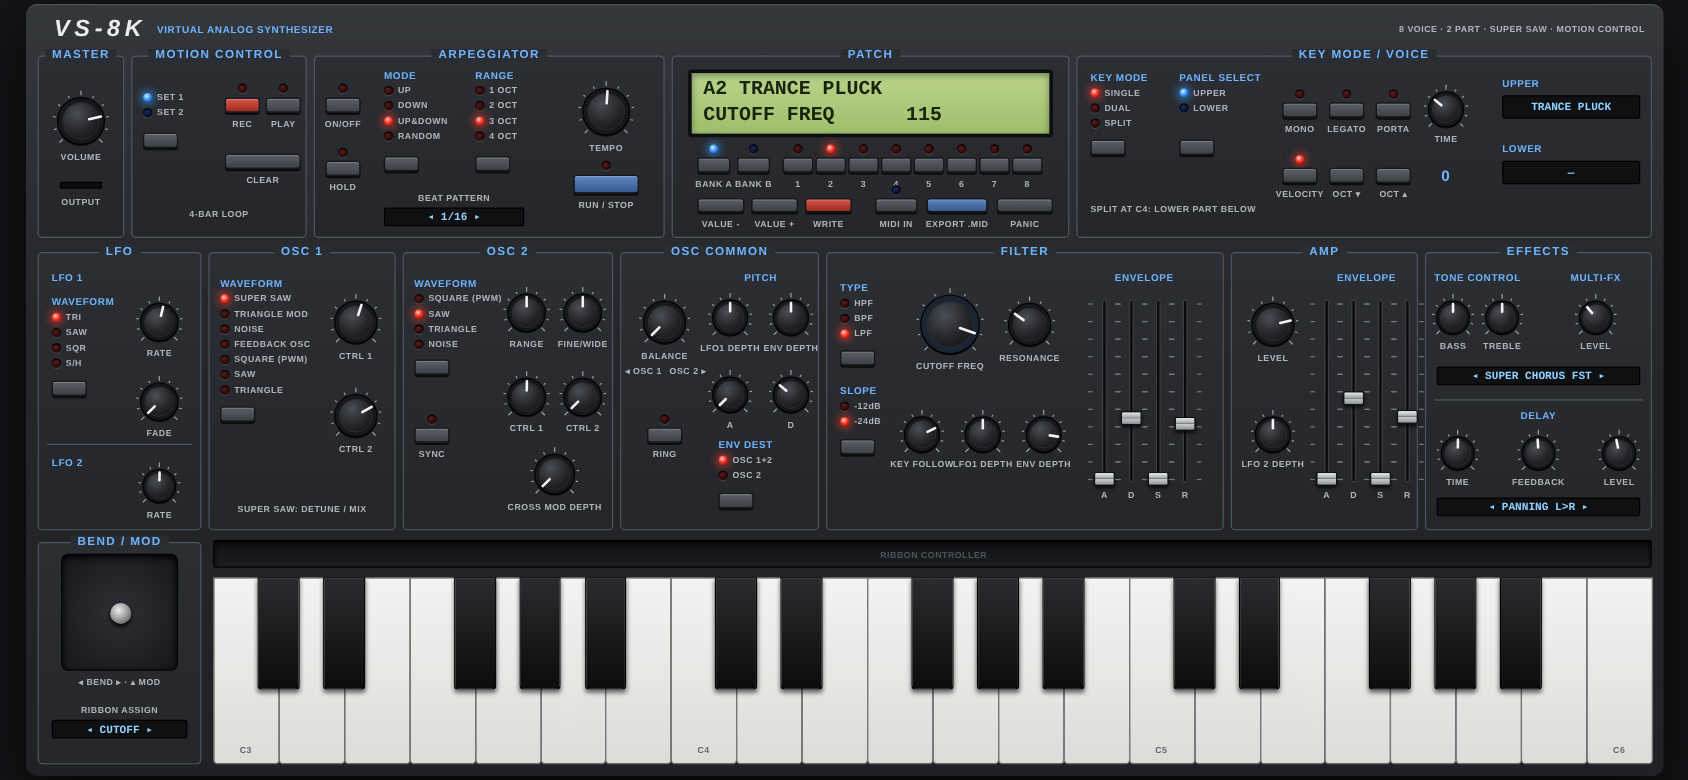 VS-8K VIRTUAL ANALOG SYNTHESIZER
8 VOICE · 2 PART · SUPER SAW · MOTION CONTROL
MASTER
VOLUME
OUTPUT
MOTION CONTROL
SET 1
SET 2
REC PLAY
CLEAR
4-BAR LOOP
ARPEGGIATOR
ON/OFF
HOLD
MODE
UP
DOWN
UP&DOWN
RANDOM
RANGE
1 OCT
2 OCT
3 OCT
4 OCT
BEAT PATTERN
◂ 1/16 ▸
TEMPO
RUN / STOP
PATCH
A2 TRANCE PLUCK
CUTOFF FREQ 115
BANK A BANK B 1 2 3 4 5 6 7 8
VALUE - VALUE + WRITE MIDI IN EXPORT .MID PANIC
KEY MODE / VOICE
KEY MODE
SINGLE
DUAL
SPLIT
PANEL SELECT
UPPER
LOWER
MONO LEGATO PORTA TIME
VELOCITY OCT ▾ OCT ▴ 0
SPLIT AT C4: LOWER PART BELOW
UPPER
TRANCE PLUCK
LOWER
–
LFO
LFO 1
WAVEFORM
TRI
SAW
SQR
S/H
RATE
FADE
LFO 2
RATE
OSC 1
WAVEFORM
SUPER SAW
TRIANGLE MOD
NOISE
FEEDBACK OSC
SQUARE (PWM)
SAW
TRIANGLE
CTRL 1
CTRL 2
SUPER SAW: DETUNE / MIX
OSC 2
WAVEFORM
SQUARE (PWM)
SAW
TRIANGLE
NOISE
RANGE FINE/WIDE
CTRL 1 CTRL 2
SYNC
CROSS MOD DEPTH
OSC COMMON
PITCH
BALANCE
◂ OSC 1 OSC 2 ▸
LFO1 DEPTH ENV DEPTH
A D
RING
ENV DEST
OSC 1+2
OSC 2
FILTER
TYPE
HPF
BPF
LPF
SLOPE
-12dB
-24dB
CUTOFF FREQ RESONANCE
KEY FOLLOW LFO1 DEPTH ENV DEPTH
ENVELOPE
A D S R
AMP
LEVEL
LFO 2 DEPTH
ENVELOPE
A D S R
EFFECTS
TONE CONTROL MULTI-FX
BASS TREBLE LEVEL
◂ SUPER CHORUS FST ▸
DELAY
TIME FEEDBACK LEVEL
◂ PANNING L>R ▸
BEND / MOD
◂ BEND ▸ · ▴ MOD
RIBBON ASSIGN
◂ CUTOFF ▸
RIBBON CONTROLLER
C3 C4 C5 C6